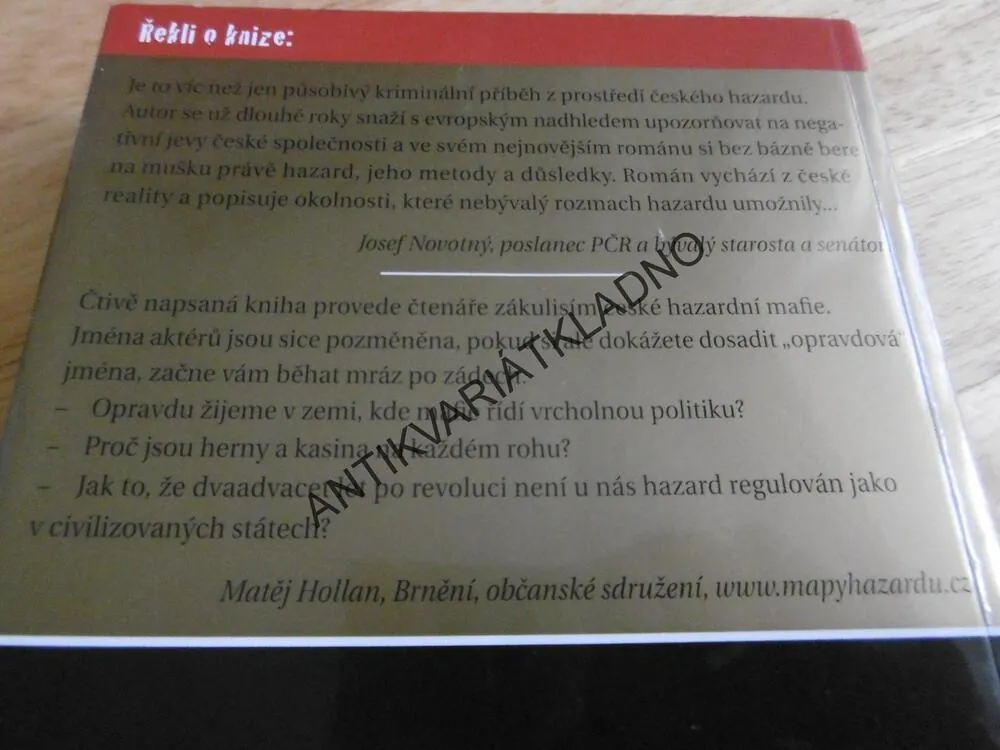 Řekli o knize:
Je to víc než jen působivý kriminální příběh z prostředí českého hazardu.
Autor se už dlouhé roky snaží s evropským nadhledem upozorňovat na nega-
tivní jevy české společnosti a ve svém nejnovějším románu si bez bázně bere
na mušku právě hazard, jeho metody a důsledky. Román vychází z české
reality a popisuje okolnosti, které nebývalý rozmach hazardu umožnily...
Josef Novotný, poslanec PČR a bývalý starosta a senátor
Čtivě napsaná kniha provede čtenáře zákulisím české hazardní mafie.
Jména aktérů jsou sice pozměněna, pokud si ale dokážete dosadit „opravdová“
jména, začne vám běhat mráz po zádech.
– Opravdu žijeme v zemi, kde mafie řídí vrcholnou politiku?
– Proč jsou herny a kasina na každém rohu?
– Jak to, že dvaadvacet let po revoluci není u nás hazard regulován jako
v civilizovaných státech?
Matěj Hollan, Brnění, občanské sdružení, www.mapyhazardu.cz
ANTIKVARIÁTKLADNO